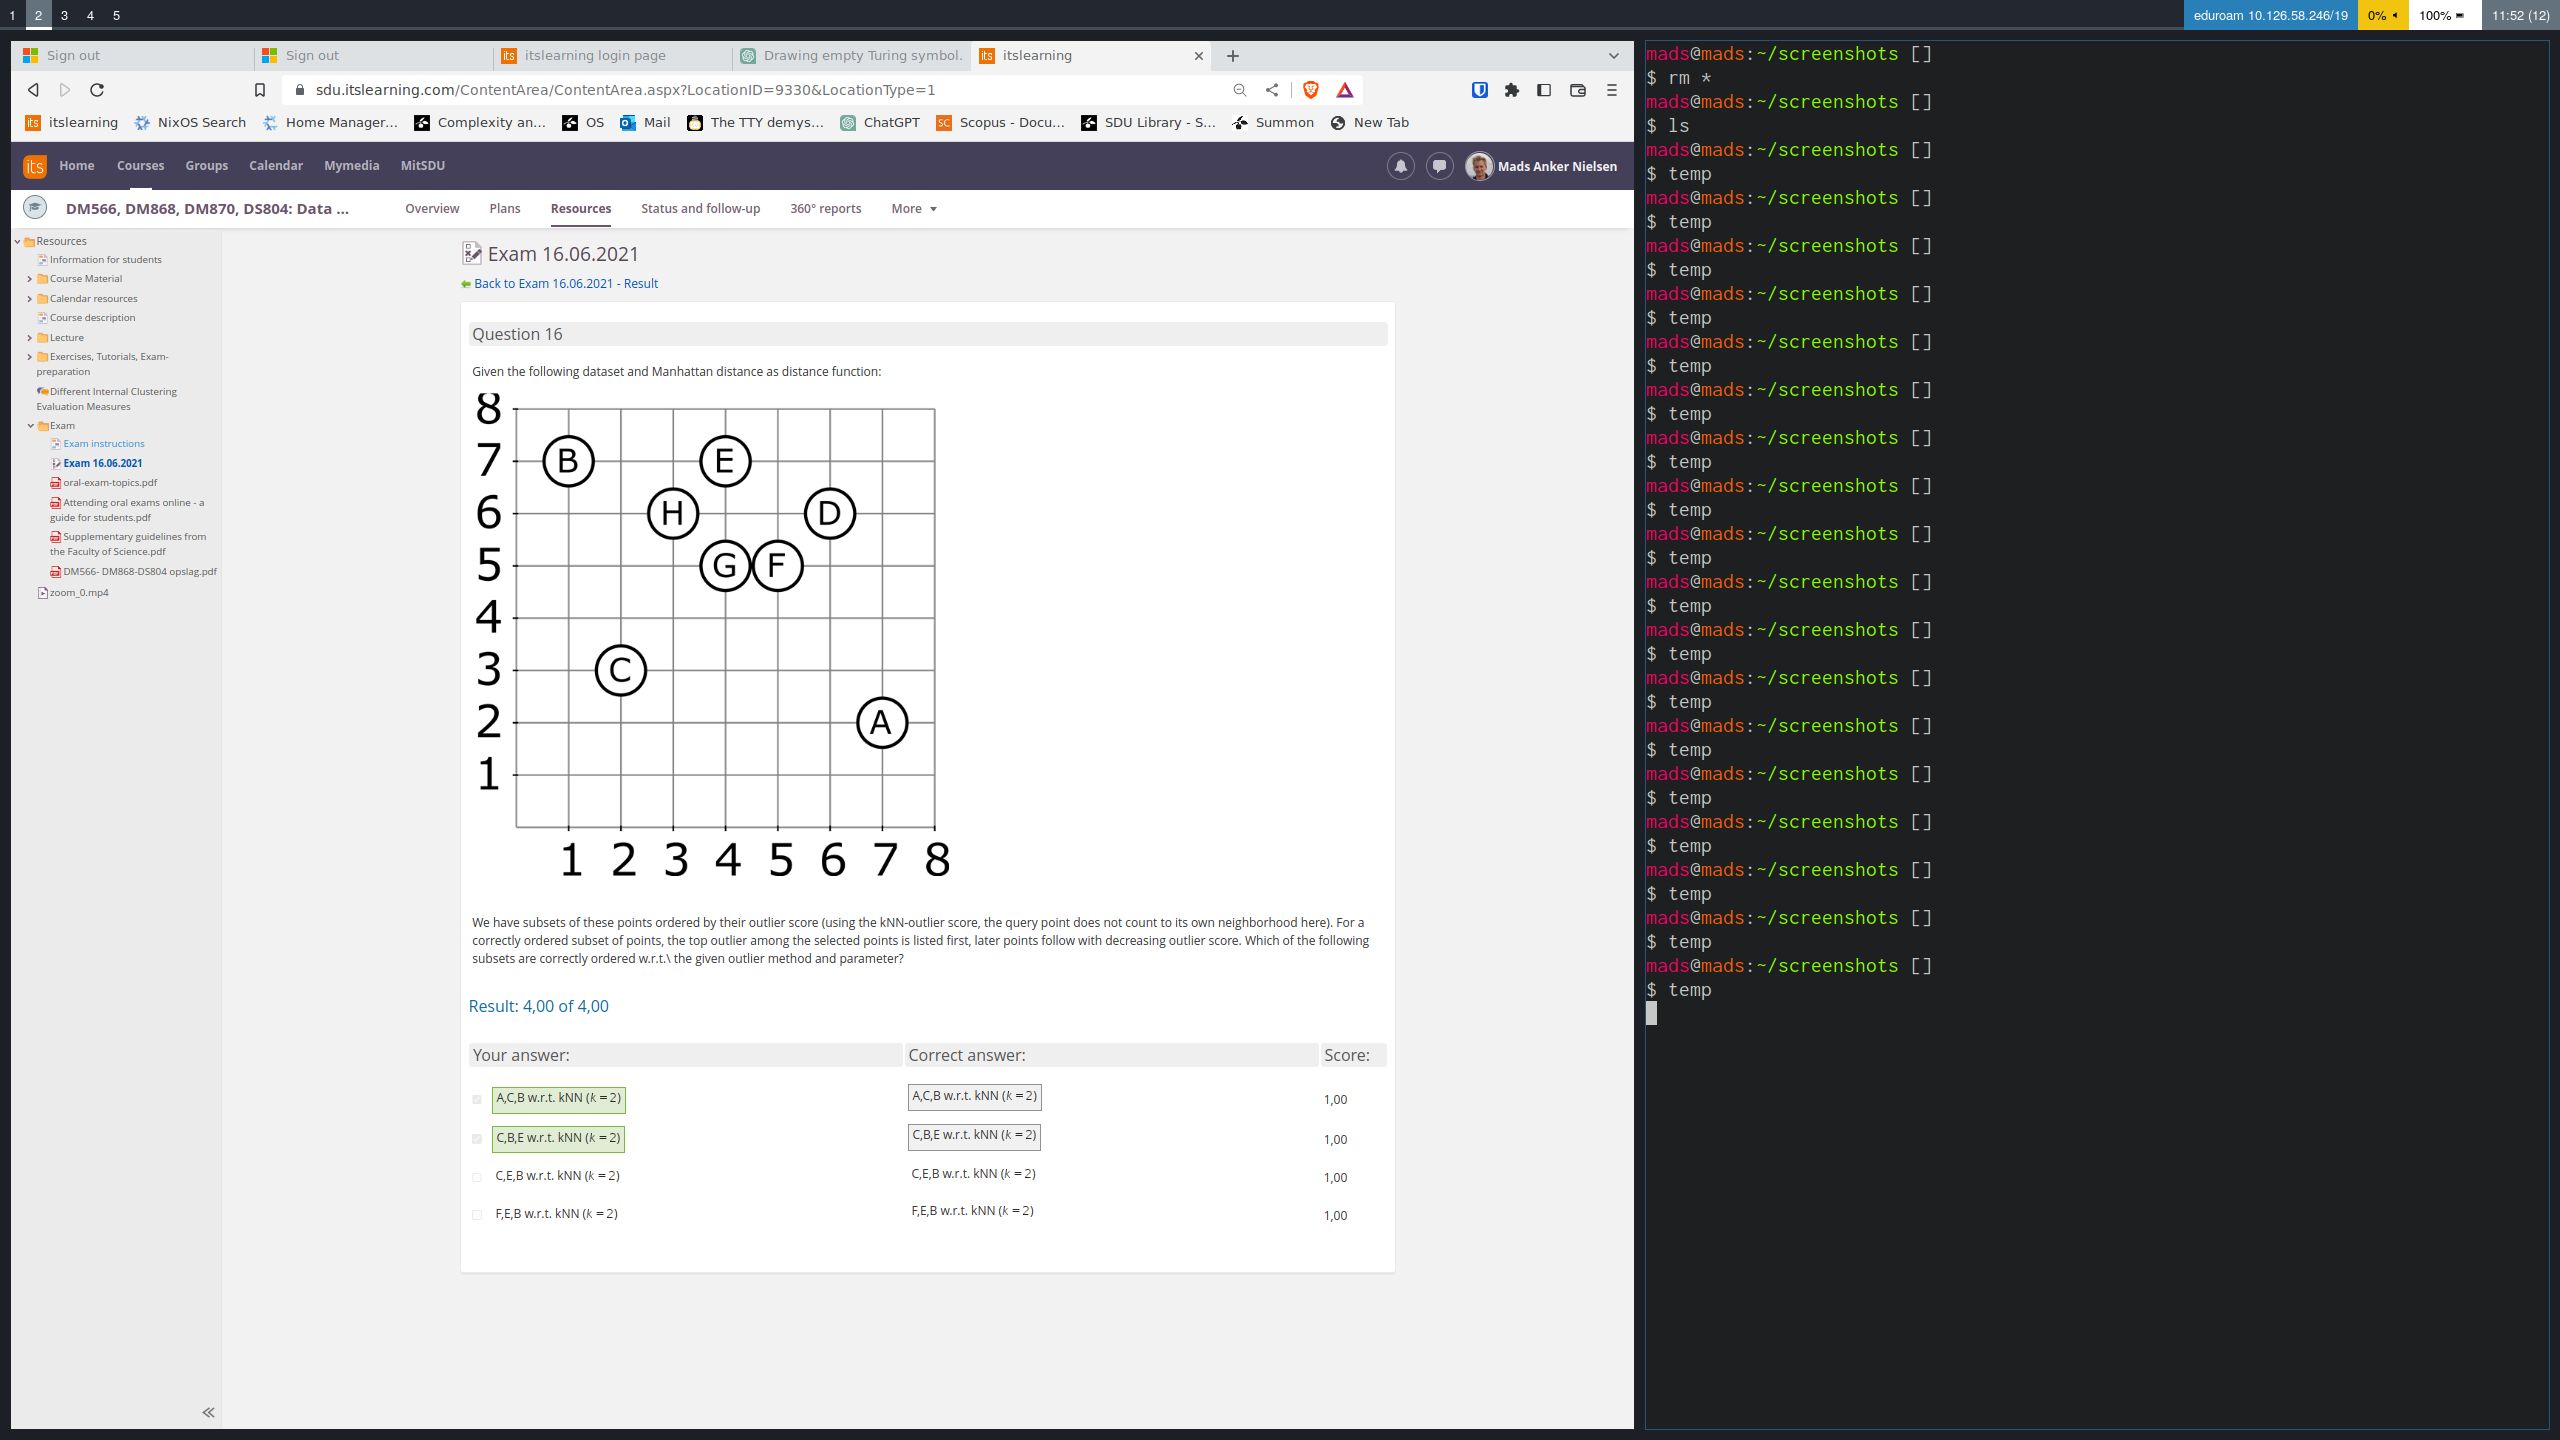 1 2 3 4 5
eduroam 10.126.58.246/19 0% 100% 11:52 (12)
Sign out
Sign out
itslearning login page
Drawing empty Turing symbol.
itslearning
sdu.itslearning.com/ContentArea/ContentArea.aspx?LocationID=9330&LocationType=1
itslearning NixOS Search Home Manager... Complexity an... OS Mail The TTY demys... ChatGPT Scopus - Docu... SDU Library - S... Summon New Tab
its Home Courses Groups Calendar Mymedia MitSDU Mads Anker Nielsen
DM566, DM868, DM870, DS804: Data ... Overview Plans Resources Status and follow-up 360° reports More
Resources
Information for students
Course Material
Calendar resources
Course description
Lecture
Exercises, Tutorials, Exam-
preparation
Different Internal Clustering
Evaluation Measures
Exam
Exam instructions
Exam 16.06.2021
oral-exam-topics.pdf
Attending oral exams online - a
guide for students.pdf
Supplementary guidelines from
the Faculty of Science.pdf
DM566- DM868-DS804 opslag.pdf
zoom_0.mp4
Exam 16.06.2021
Back to Exam 16.06.2021 - Result
Question 16
Given the following dataset and Manhattan distance as distance function:
8
7 B E
6 H D
5 G F
4
3 C
2 A
1
1 2 3 4 5 6 7 8
We have subsets of these points ordered by their outlier score (using the kNN-outlier score, the query point does not count to its own neighborhood here). For a
correctly ordered subset of points, the top outlier among the selected points is listed first, later points follow with decreasing outlier score. Which of the following
subsets are correctly ordered w.r.t.\ the given outlier method and parameter?
Result: 4,00 of 4,00
Your answer: Correct answer: Score:
A,C,B w.r.t. kNN (k = 2) A,C,B w.r.t. kNN (k = 2) 1,00
C,B,E w.r.t. kNN (k = 2) C,B,E w.r.t. kNN (k = 2) 1,00
C,E,B w.r.t. kNN (k = 2) C,E,B w.r.t. kNN (k = 2) 1,00
F,E,B w.r.t. kNN (k = 2) F,E,B w.r.t. kNN (k = 2) 1,00
mads@mads:~/screenshots []
$ rm *
mads@mads:~/screenshots []
$ ls
mads@mads:~/screenshots []
$ temp
mads@mads:~/screenshots []
$ temp
mads@mads:~/screenshots []
$ temp
mads@mads:~/screenshots []
$ temp
mads@mads:~/screenshots []
$ temp
mads@mads:~/screenshots []
$ temp
mads@mads:~/screenshots []
$ temp
mads@mads:~/screenshots []
$ temp
mads@mads:~/screenshots []
$ temp
mads@mads:~/screenshots []
$ temp
mads@mads:~/screenshots []
$ temp
mads@mads:~/screenshots []
$ temp
mads@mads:~/screenshots []
$ temp
mads@mads:~/screenshots []
$ temp
mads@mads:~/screenshots []
$ temp
mads@mads:~/screenshots []
$ temp
mads@mads:~/screenshots []
$ temp
mads@mads:~/screenshots []
$ temp